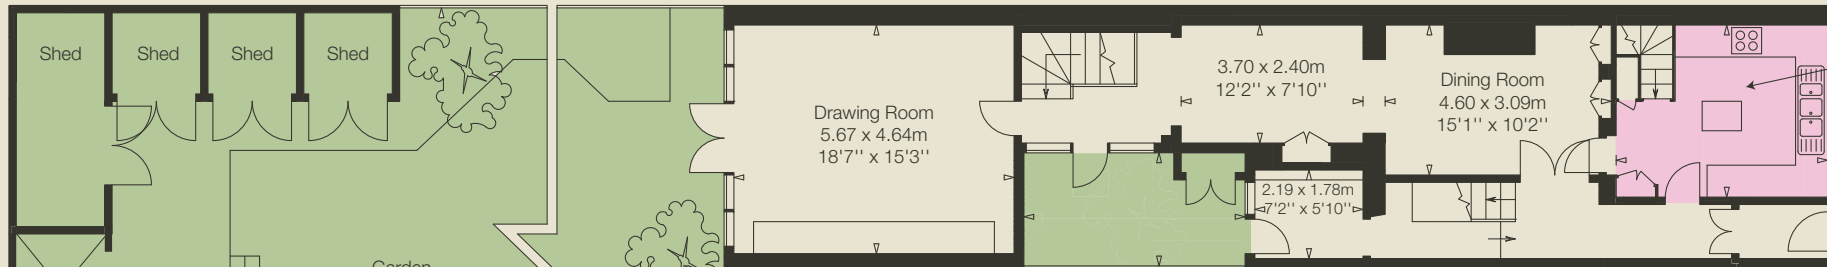 Shed
Shed
Shed
Shed
Drawing Room
5.67 x 4.64m
18'7'' x 15'3''
3.70 x 2.40m
12'2'' x 7'10''
Dining Room
4.60 x 3.09m
15'1'' x 10'2''
2.19 x 1.78m
7'2'' x 5'10''
Garden